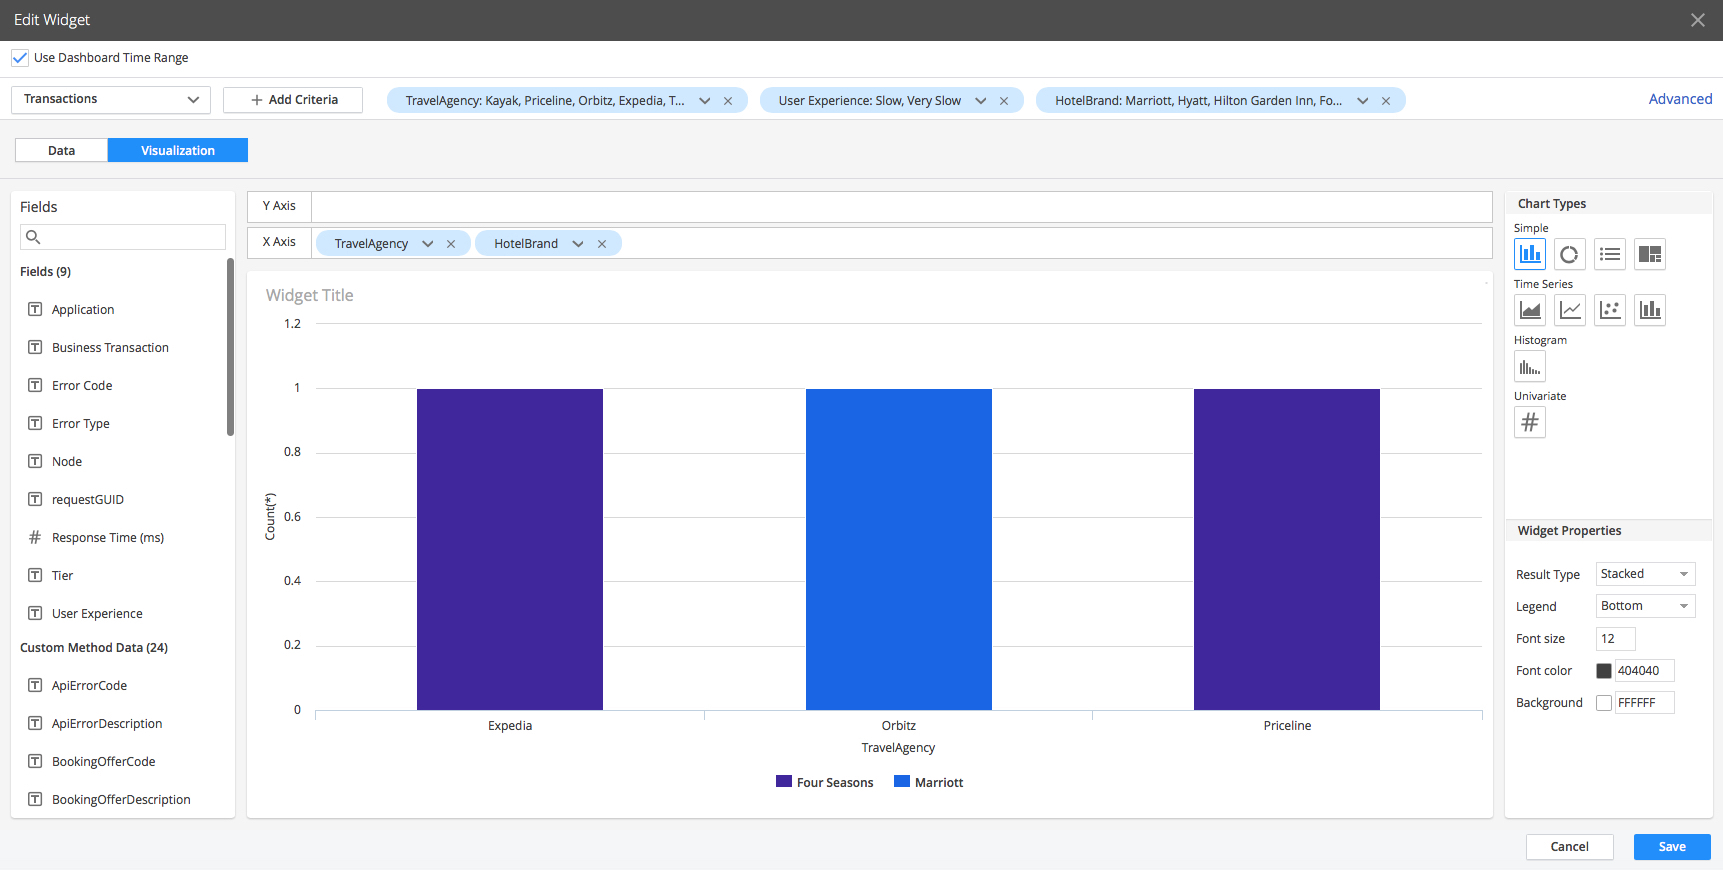 Edit Widget
Use Dashboard Time Range
Transactions
Add Criteria
TravelAgency: Kayak, Priceline, Orbitz, Expedia, T...
User Experience: Slow, Very Slow
HotelBrand: Marriott, Hyatt, Hilton Garden Inn, Fo...
Advanced
Data
Visualization
Fields
Fields (9)
Application
Business Transaction
Error Code
Error Type
Node
requestGUID
# Response Time (ms)
Tier
User Experience
Custom Method Data (24)
ApiErrorCode
ApiErrorDescription
BookingOfferCode
BookingOfferDescription
Y Axis
X Axis
TravelAgency
HotelBrand
Widget Title
1.2
1
0.8
0.6
0.4
0.2
0
Count(*)
Expedia
Orbitz
Priceline
TravelAgency
Four Seasons
Marriott
Chart Types
Simple
Time Series
Histogram
Univariate
#
Widget Properties
Result Type
Stacked
Legend
Bottom
Font size
12
Font color
404040
Background
FFFFFF
Cancel
Save